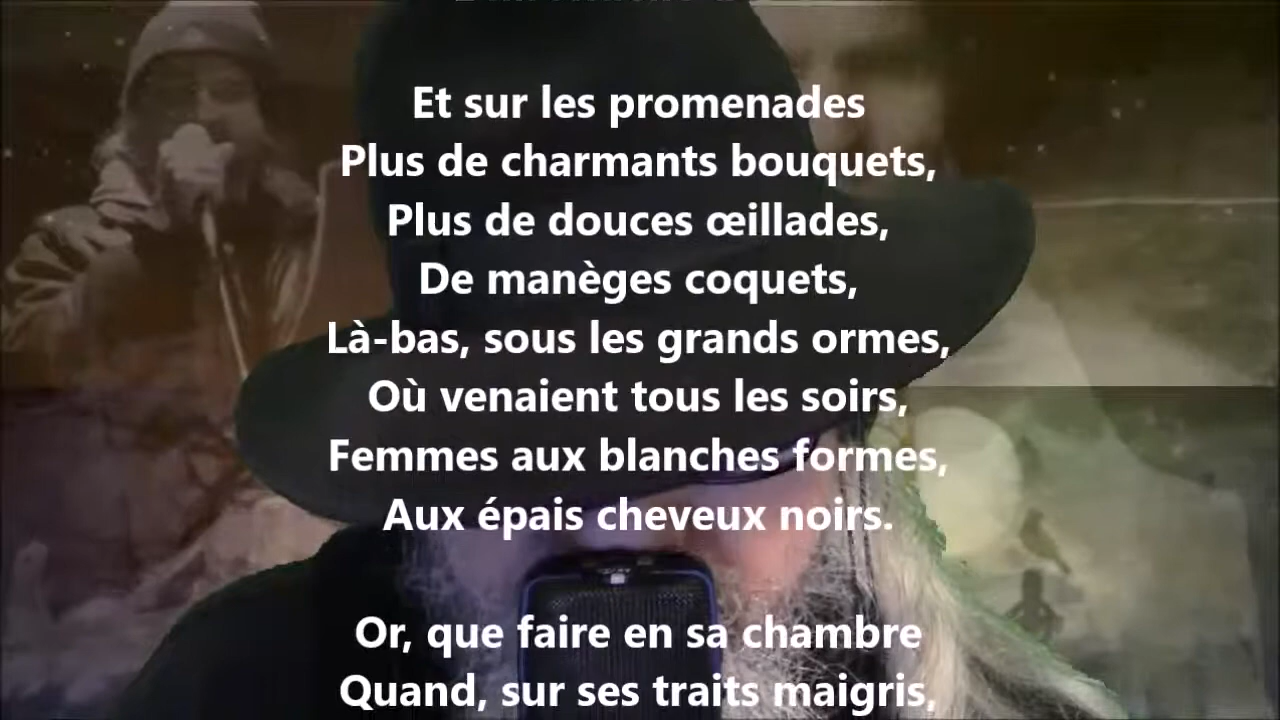 Et sur les promenades
Plus de charmants bouquets,
Plus de douces œillades,
De manèges coquets,
Là-bas, sous les grands ormes,
Où venaient tous les soirs,
Femmes aux blanches formes,
Aux épais cheveux noirs.
Or, que faire en sa chambre
Quand, sur ses traits maigris,